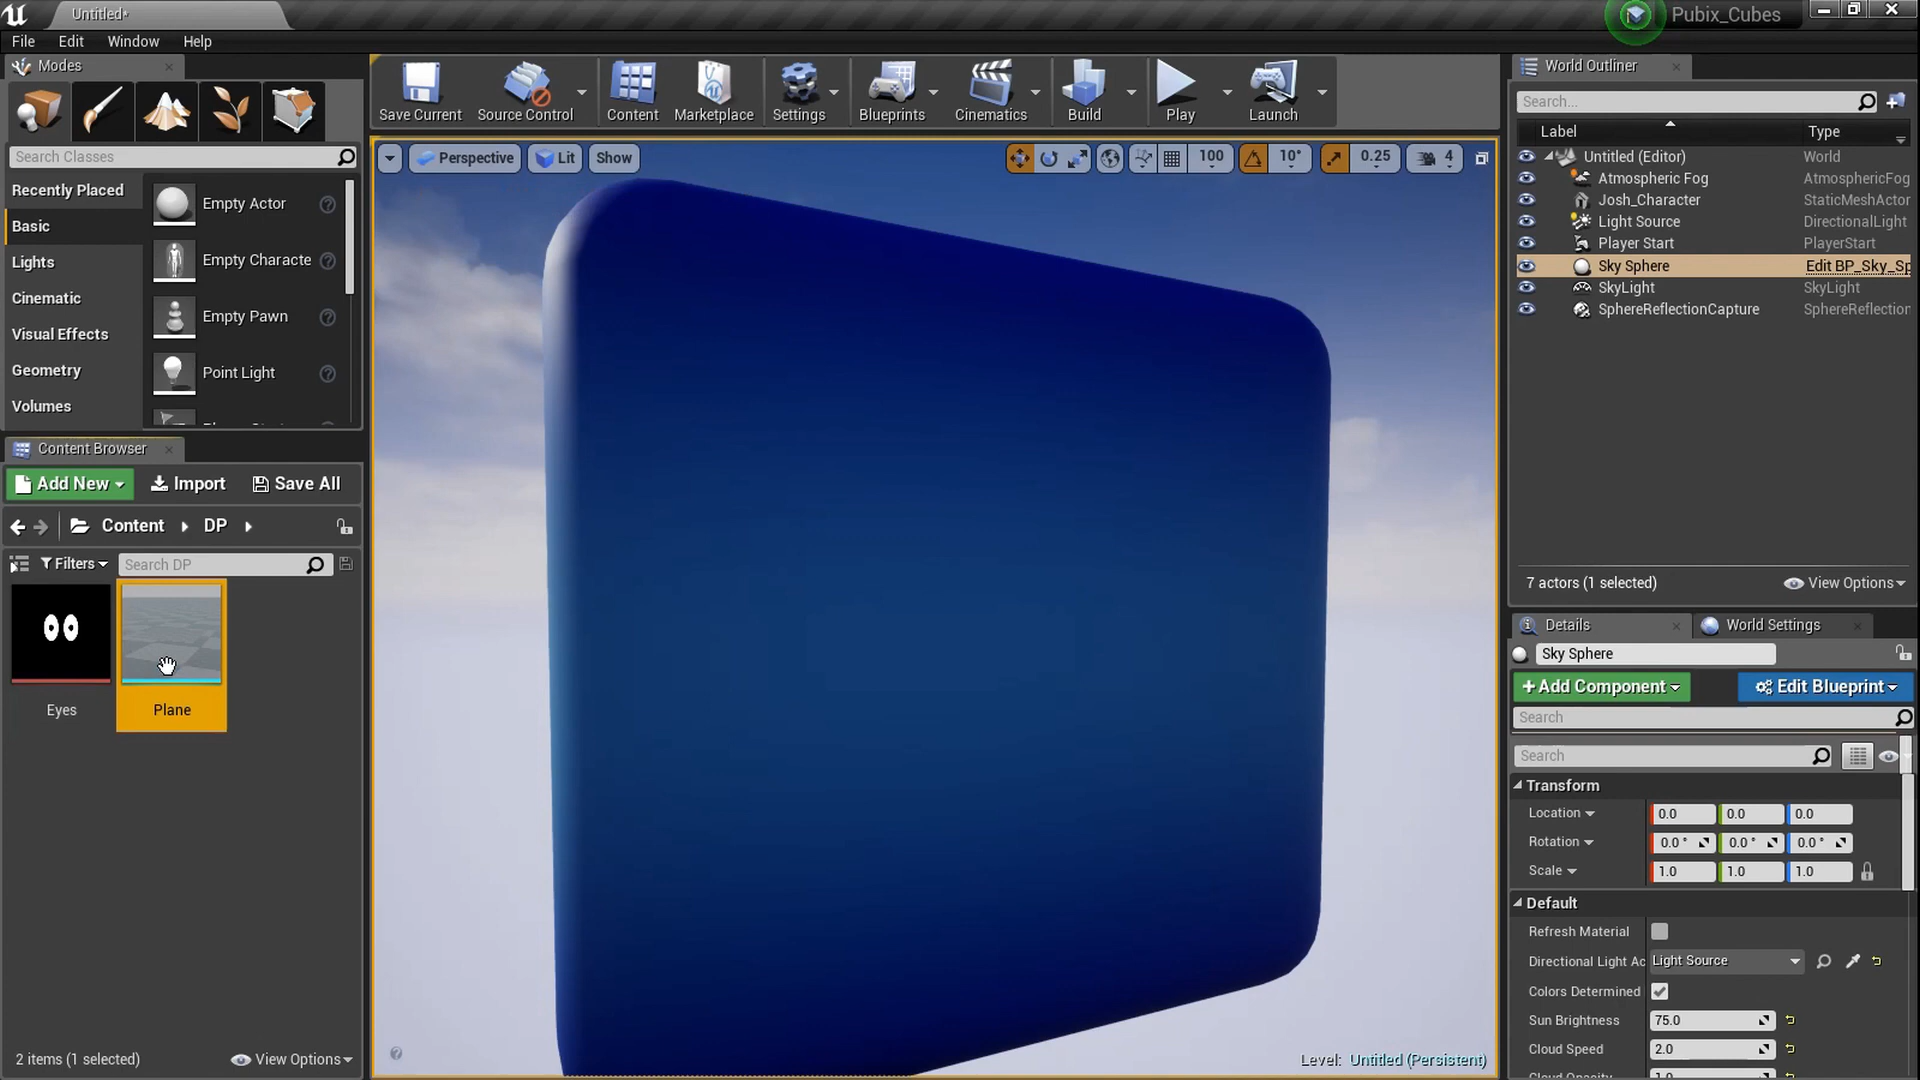 Untitled*
Pubix_Cubes
File Edit Window Help
Modes
Search Classes
Recently Placed
Basic
Lights
Cinematic
Visual Effects
Geometry
Volumes
Empty Actor
Empty Characte
Empty Pawn
Point Light
Save Current
Source Control
Content
Marketplace
Settings
Blueprints
Cinematics
Build
Play
Launch
Perspective
Lit
Show
100
10°
0.25
4
Content Browser
Add New
Import
Save All
Content
DP
Filters
Search DP
Eyes
Plane
2 items (1 selected)
View Options
Level: Untitled (Persistent)
World Outliner
Search...
Label Type
Untitled (Editor) World
Atmospheric Fog AtmosphericFog
Josh_Character StaticMeshActor
Light Source DirectionalLight
Player Start PlayerStart
Sky Sphere Edit BP_Sky_Sp
SkyLight SkyLight
SphereReflectionCapture SphereReflection
7 actors (1 selected)
View Options
Details
World Settings
Sky Sphere
Add Component
Edit Blueprint
Search
Search
Transform
Location 0.0 0.0 0.0
Rotation 0.0 ° 0.0 ° 0.0 °
Scale 1.0 1.0 1.0
Default
Refresh Material
Directional Light Ac Light Source
Colors Determined
Sun Brightness 75.0
Cloud Speed 2.0
Cloud Opacity 1.0